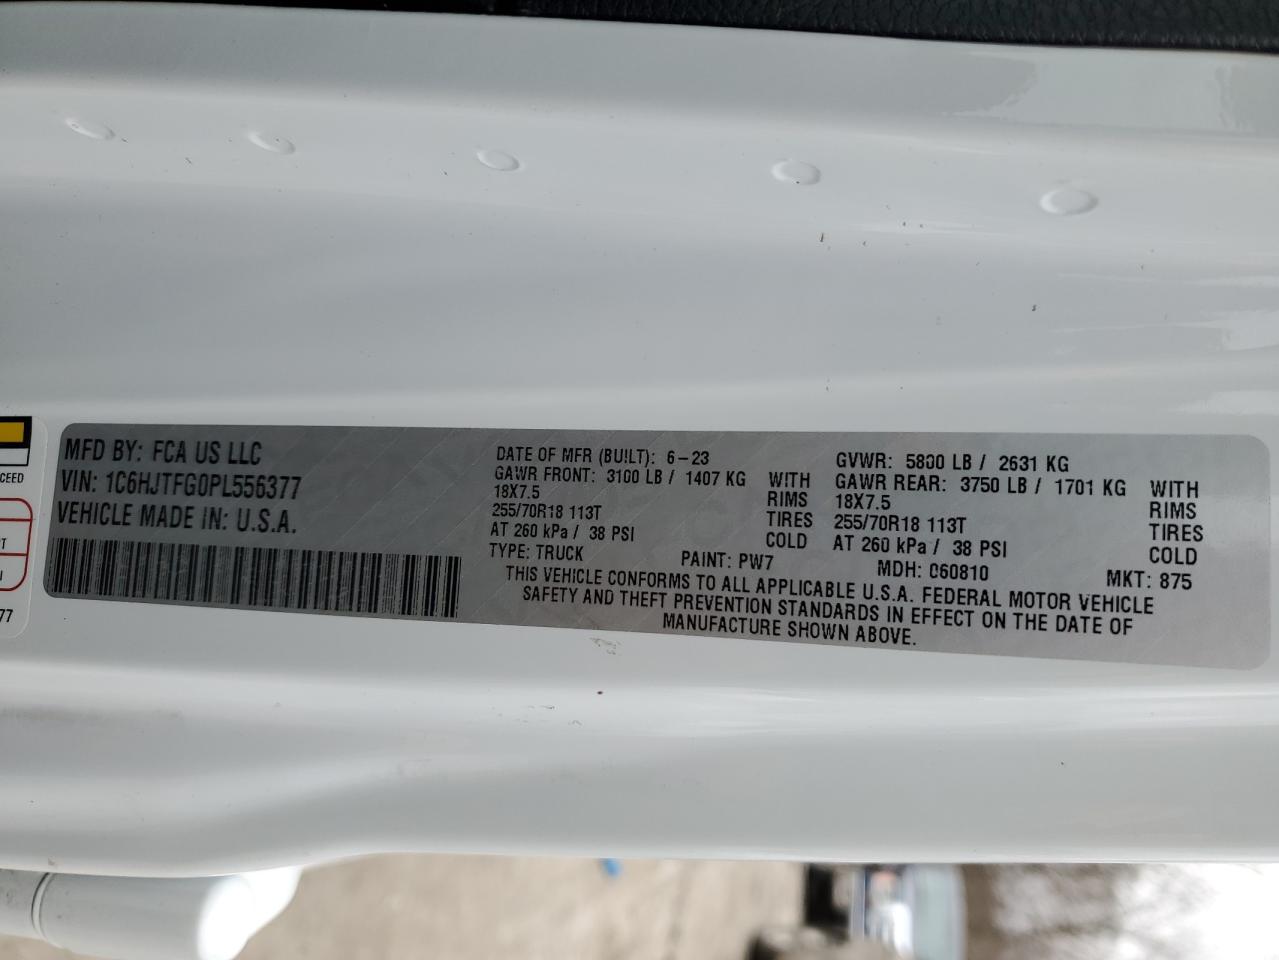 MFD BY: FCA US LLC
VIN: 1C6HJTFG0PL556377
VEHICLE MADE IN: U.S.A.
DATE OF MFR (BUILT): 6-23
GAWR FRONT: 3100 LB / 1407 KG WITH
18X7.5 RIMS
255/70R18 113T TIRES
AT 260 kPa / 38 PSI COLD
GVWR: 5800 LB / 2631 KG
GAWR REAR: 3750 LB / 1701 KG WITH
18X7.5 RIMS
255/70R18 113T TIRES
AT 260 kPa / 38 PSI COLD
TYPE: TRUCK PAINT: PW7 MDH: 060810 MKT: 875
THIS VEHICLE CONFORMS TO ALL APPLICABLE U.S.A. FEDERAL MOTOR VEHICLE
SAFETY AND THEFT PREVENTION STANDARDS IN EFFECT ON THE DATE OF
MANUFACTURE SHOWN ABOVE.
CEED
77